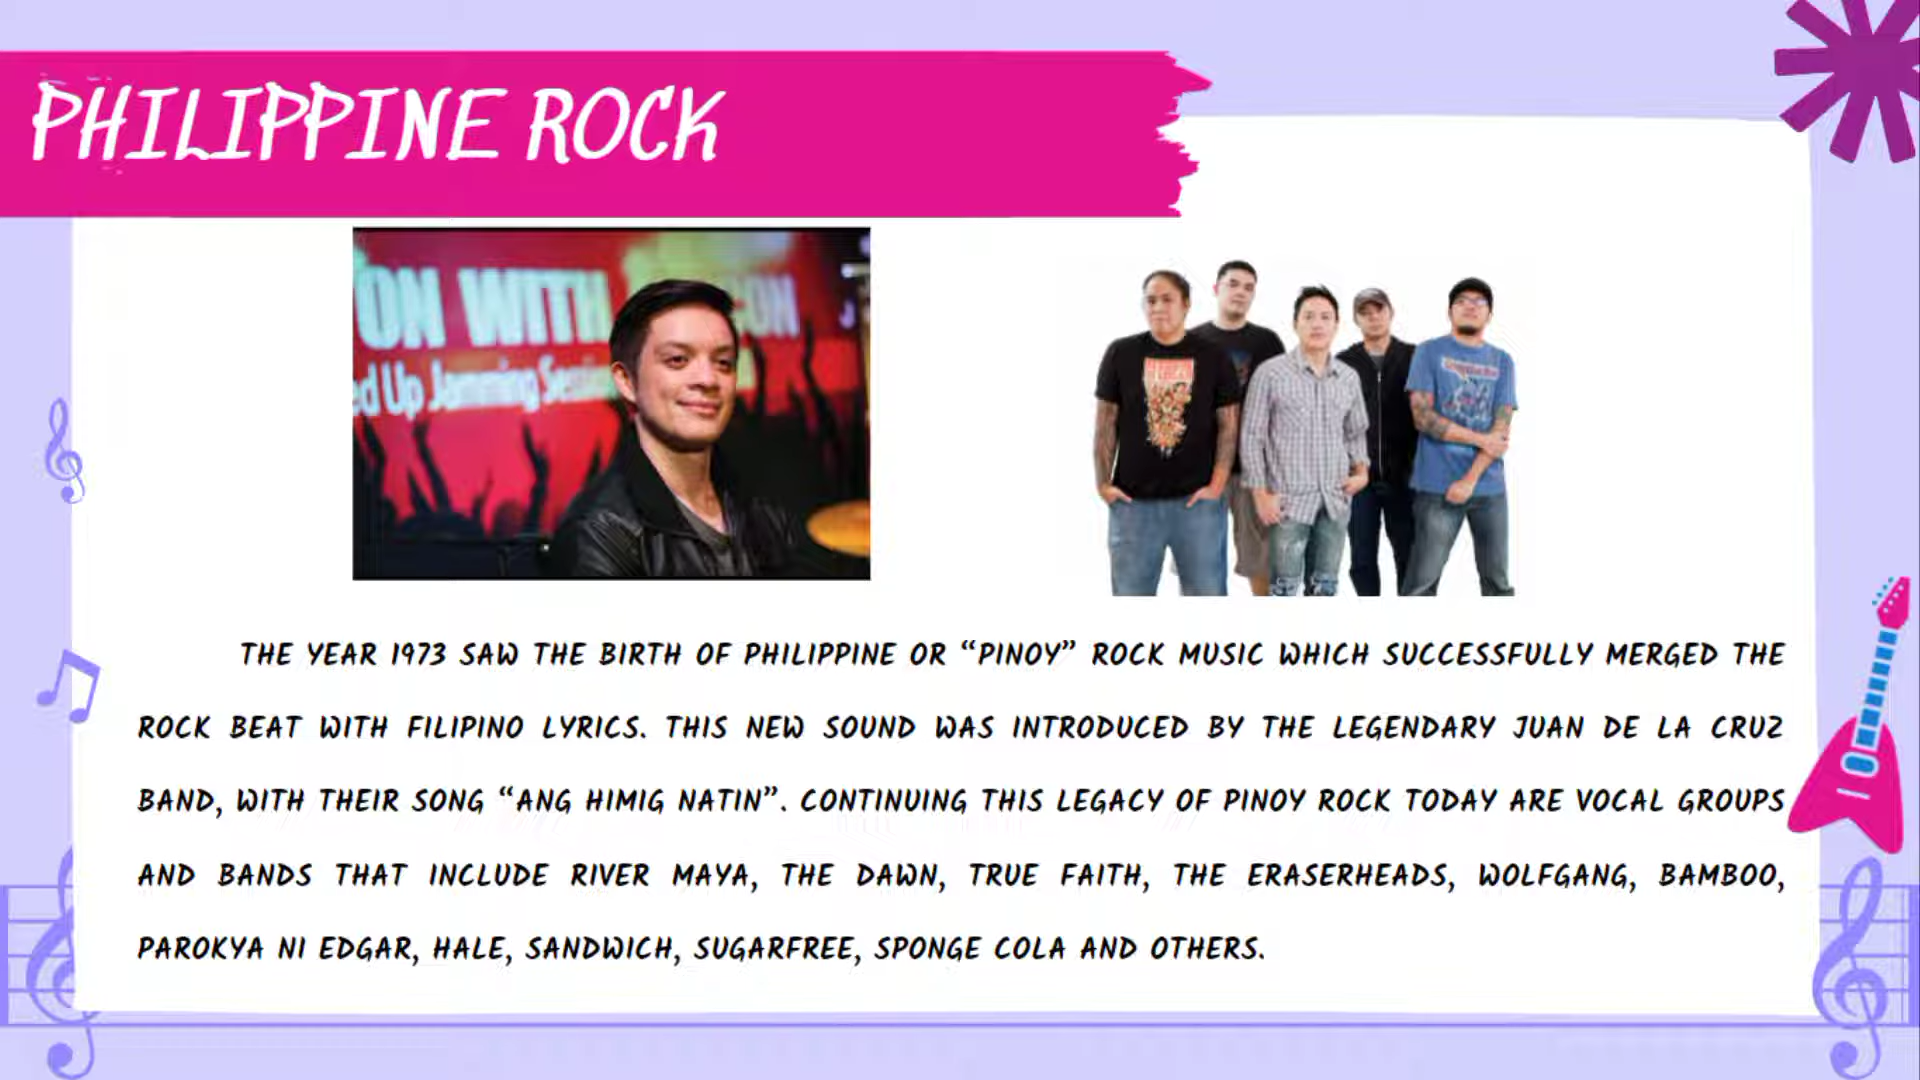 PHILIPPINE ROCK
ON WITH
ed Up Jamming
THE YEAR 1973 SAW THE BIRTH OF PHILIPPINE OR “PINOY” ROCK MUSIC WHICH SUCCESSFULLY MERGED THE
ROCK BEAT WITH FILIPINO LYRICS. THIS NEW SOUND WAS INTRODUCED BY THE LEGENDARY JUAN DE LA CRUZ
BAND, WITH THEIR SONG “ANG HIMIG NATIN”. CONTINUING THIS LEGACY OF PINOY ROCK TODAY ARE VOCAL GROUPS
AND BANDS THAT INCLUDE RIVER MAYA, THE DAWN, TRUE FAITH, THE ERASERHEADS, WOLFGANG, BAMBOO,
PAROKYA NI EDGAR, HALE, SANDWICH, SUGARFREE, SPONGE COLA AND OTHERS.